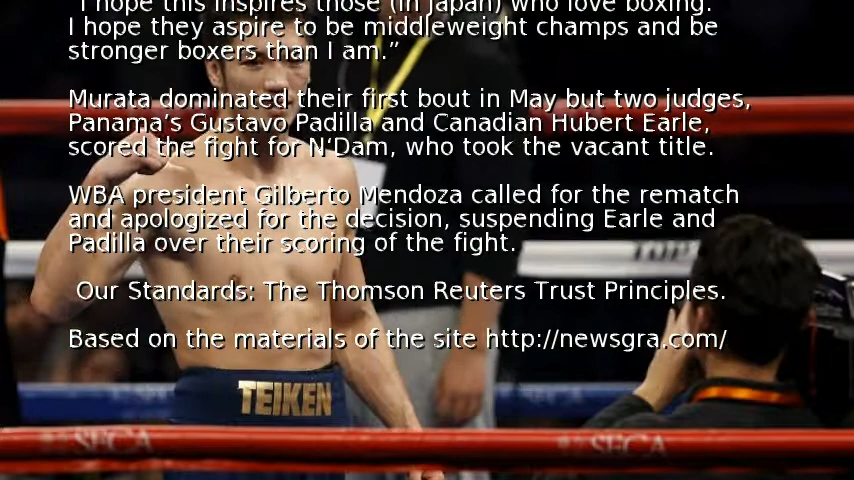 “I hope this inspires those (in Japan) who love boxing.
I hope they aspire to be middleweight champs and be
stronger boxers than I am.”
Murata dominated their first bout in May but two judges,
Panama’s Gustavo Padilla and Canadian Hubert Earle,
scored the fight for N‘Dam, who took the vacant title.
WBA president Gilberto Mendoza called for the rematch
and apologized for the decision, suspending Earle and
Padilla over their scoring of the fight.
Our Standards: The Thomson Reuters Trust Principles.
Based on the materials of the site http://newsgra.com/
TEIKEN
SEGA SEGA